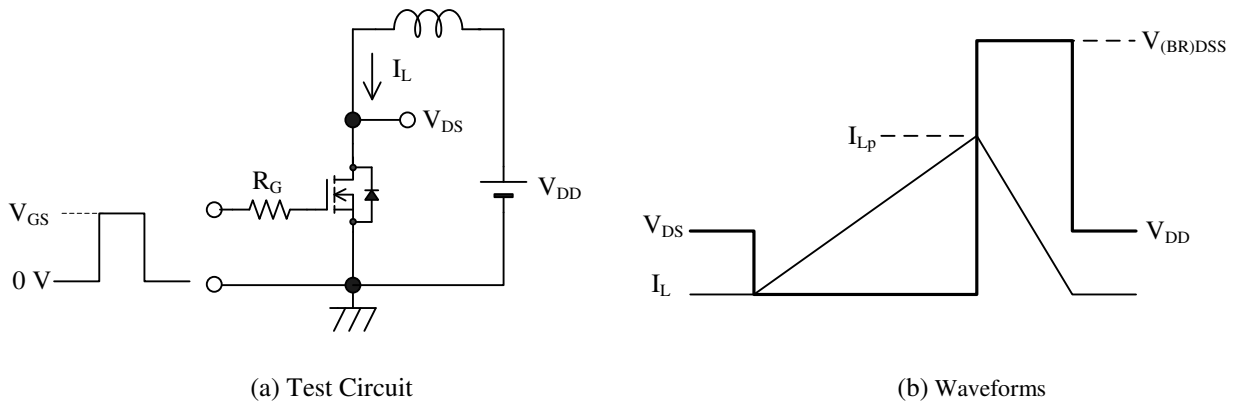 I_L
V_DS
R_G
V_DD
V_GS
0 V
(a) Test Circuit
V_(BR)DSS
I_Lp
V_DS
V_DD
I_L
(b) Waveforms